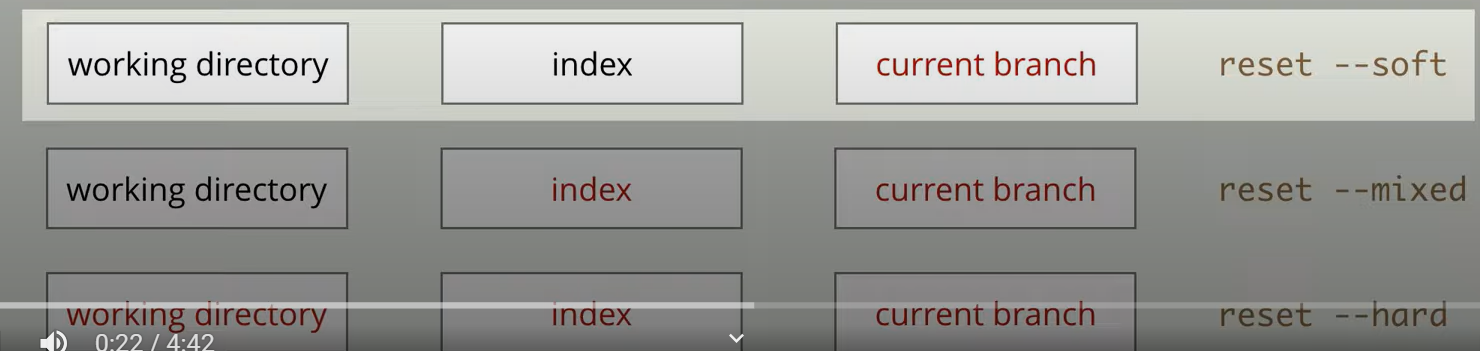 working directory index current branch reset --soft
working directory index current branch reset --mixed
working directory index current branch reset --hard
0:22 / 4:42